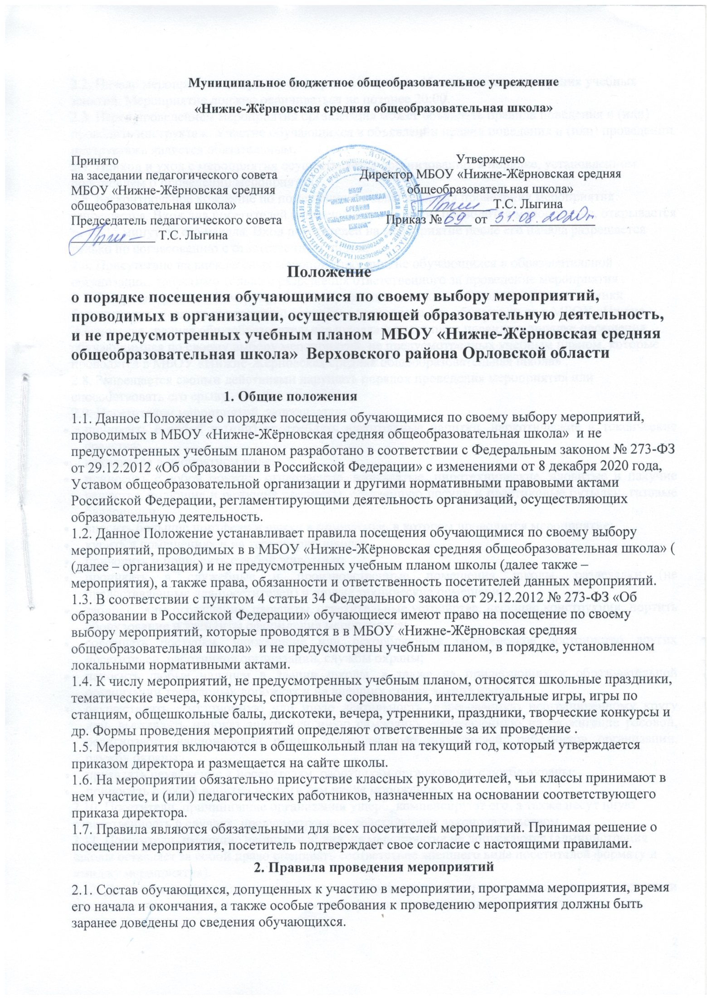 Муниципальное бюджетное общеобразовательное учреждение
«Нижне-Жёрновская средняя общеобразовательная школа»
Принято
на заседании педагогического совета
МБОУ «Нижне-Жёрновская средняя
общеобразовательная школа»
Председатель педагогического совета
Т.С. Лыгина
Утверждено
Директор МБОУ «Нижне-Жёрновская средняя
общеобразовательная школа»
Т.С. Лыгина
Приказ № 69 от 31.08.2020г
МБОУ
"НИЖНЕ-ЖЁРНОВСКАЯ
СРЕДНЯЯ
ОБЩЕОБРАЗОВАТЕЛЬНАЯ
ШКОЛА"
ИНН 5705002430
ОГРН 1025701056435
Положение
о порядке посещения обучающимися по своему выбору мероприятий,
проводимых в организации, осуществляющей образовательную деятельность,
и не предусмотренных учебным планом МБОУ «Нижне-Жёрновская средняя
общеобразовательная школа» Верховского района Орловской области
1. Общие положения
1.1. Данное Положение о порядке посещения обучающимися по своему выбору мероприятий,
проводимых в МБОУ «Нижне-Жёрновская средняя общеобразовательная школа» и не
предусмотренных учебным планом разработано в соответствии с Федеральным законом № 273-ФЗ
от 29.12.2012 «Об образовании в Российской Федерации» с изменениями от 8 декабря 2020 года,
Уставом общеобразовательной организации и другими нормативными правовыми актами
Российской Федерации, регламентирующими деятельность организаций, осуществляющих
образовательную деятельность.
1.2. Данное Положение устанавливает правила посещения обучающимися по своему выбору
мероприятий, проводимых в в МБОУ «Нижне-Жёрновская средняя общеобразовательная школа» (
(далее – организация) и не предусмотренных учебным планом школы (далее также –
мероприятия), а также права, обязанности и ответственность посетителей данных мероприятий.
1.3. В соответствии с пунктом 4 статьи 34 Федерального закона от 29.12.2012 № 273-ФЗ «Об
образовании в Российской Федерации» обучающиеся имеют право на посещение по своему
выбору мероприятий, которые проводятся в в МБОУ «Нижне-Жёрновская средняя
общеобразовательная школа» и не предусмотрены учебным планом, в порядке, установленном
локальными нормативными актами.
1.4. К числу мероприятий, не предусмотренных учебным планом, относятся школьные праздники,
тематические вечера, конкурсы, спортивные соревнования, интеллектуальные игры, игры по
станциям, общешкольные балы, дискотеки, вечера, утренники, праздники, творческие конкурсы и
др. Формы проведения мероприятий определяют ответственные за их проведение .
1.5. Мероприятия включаются в общешкольный план на текущий год, который утверждается
приказом директора и размещается на сайте школы.
1.6. На мероприятии обязательно присутствие классных руководителей, чьи классы принимают в
нем участие, и (или) педагогических работников, назначенных на основании соответствующего
приказа директора.
1.7. Правила являются обязательными для всех посетителей мероприятий. Принимая решение о
посещении мероприятия, посетитель подтверждает свое согласие с настоящими правилами.
2. Правила проведения мероприятий
2.1. Состав обучающихся, допущенных к участию в мероприятии, программа мероприятия, время
его начала и окончания, а также особые требования к проведению мероприятия должны быть
заранее доведены до сведения обучающихся.